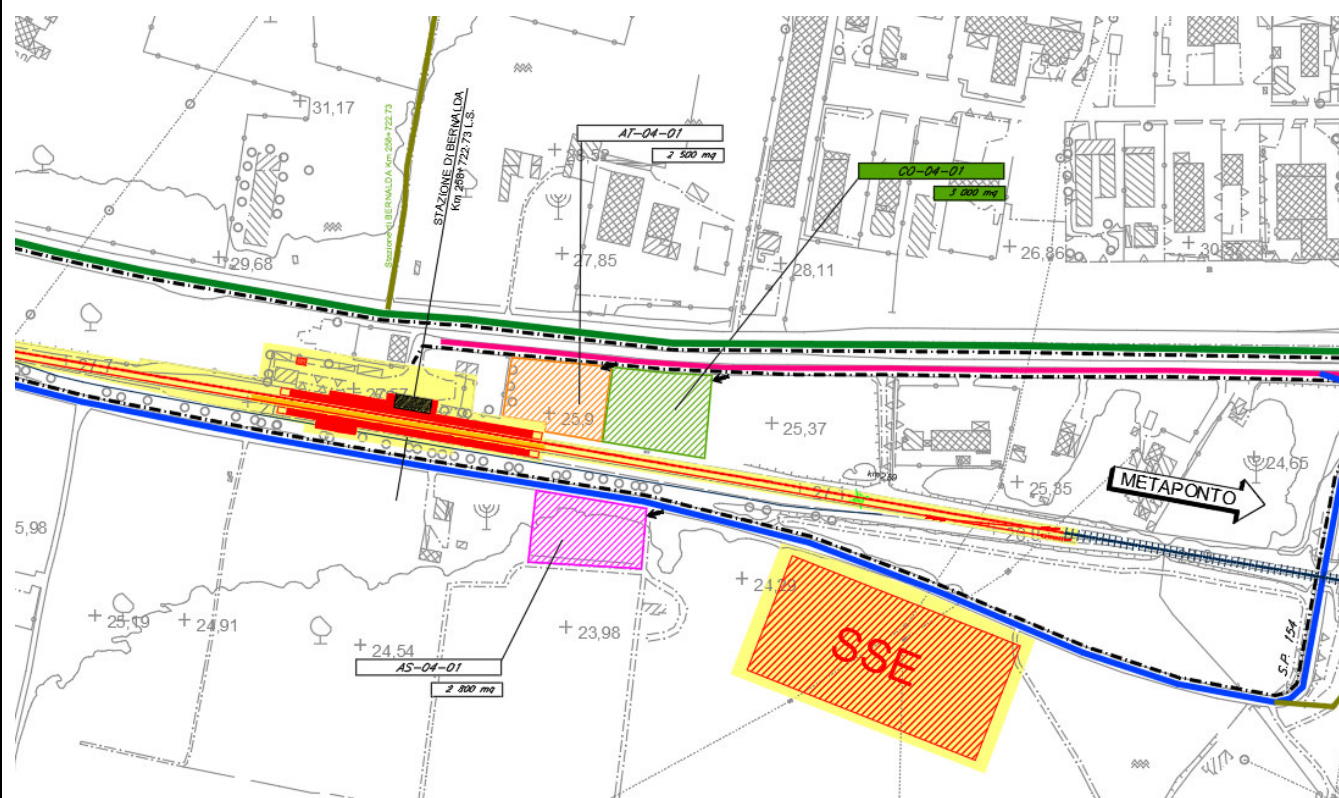 31,17
Stazione di BERNALDA Km 258+722.73
STAZIONE DI BERNALDA
Km 258+722.73 L.S.
AT-04-01
2 500 mq
CO-04-01
3 000 mq
29,68
27,85
28,11
26,86
25,9
25,37
25,35
24,65
METAPONTO
5,98
25,19
24,91
24,54
23,98
24,29
SSE
S.P. 154
AS-04-01
2 800 mq